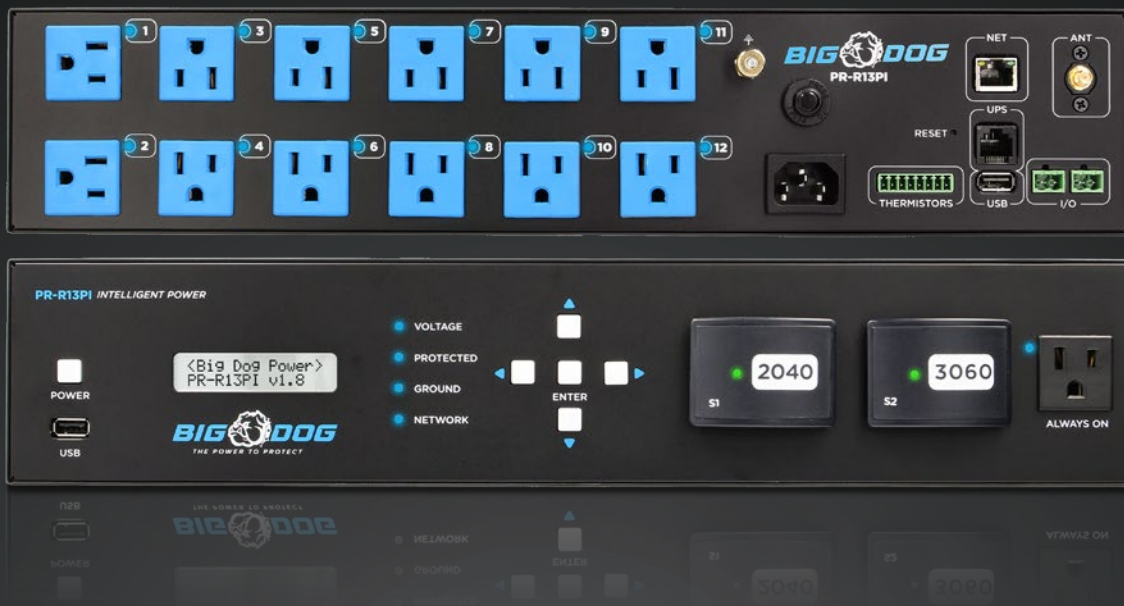 1 3 5 7 9 11
BIG DOG
PR-R13PI
NET
ANT
UPS
RESET
2 4 6 8 10 12
THERMISTORS
USB
I/O
PR-R13PI INTELLIGENT POWER
VOLTAGE
PROTECTED
GROUND
NETWORK
POWER
USB
<Big Dog Power>
PR-R13PI v1.8
BIG DOG
THE POWER TO PROTECT
ENTER
2040
S1
3060
S2
ALWAYS ON